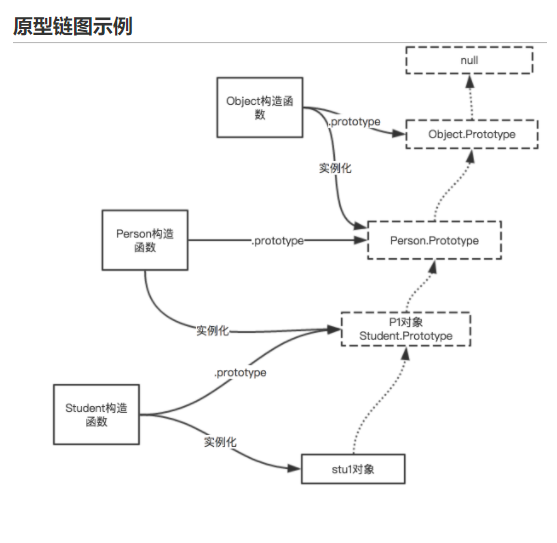 原型链图示例
null
Object构造函
数
.prototype
Object.Prototype
实例化
Person构造
函数
.prototype
Person.Prototype
P1对象
Student.Prototype
实例化
.prototype
Student构造
函数
实例化
stu1对象